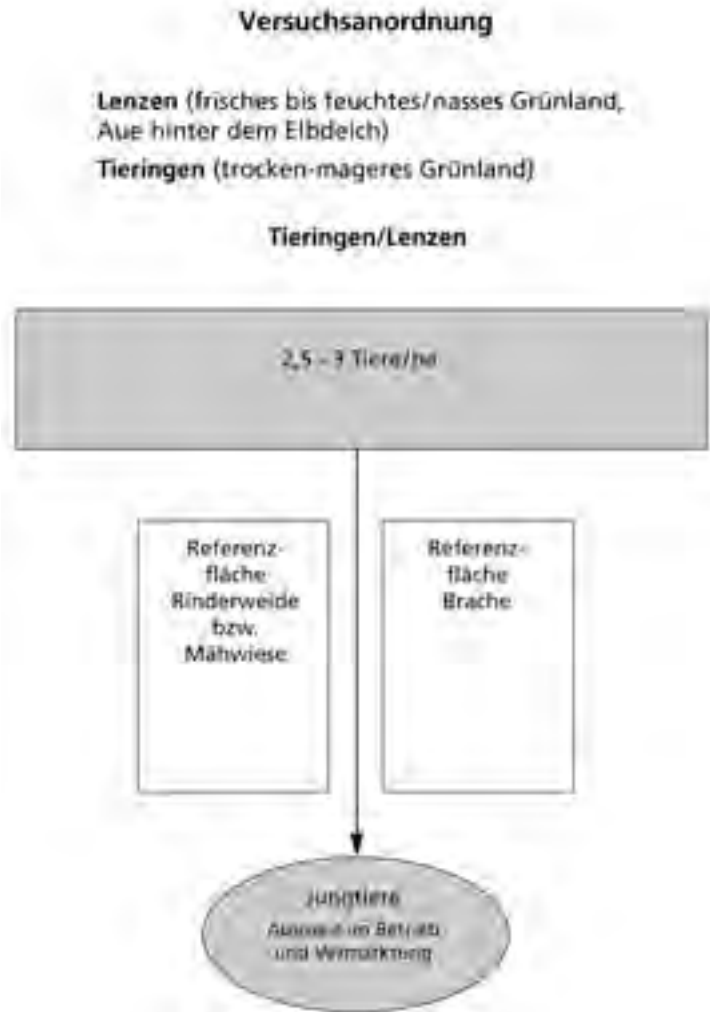 Versuchsanordnung
Lenzen (frisches bis feuchtes/nasses Grünland,
Aue hinter dem Elbdeich)
Tieringen (trocken-mageres Grünland)
Tieringen/Lenzen
2,5 – 3 Tiere/ha
Referenz-
fläche
Rinderweide
bzw.
Mähwiese
Referenz-
fläche
Brache
Jungtiere
im Betrieb
und Vermarktung